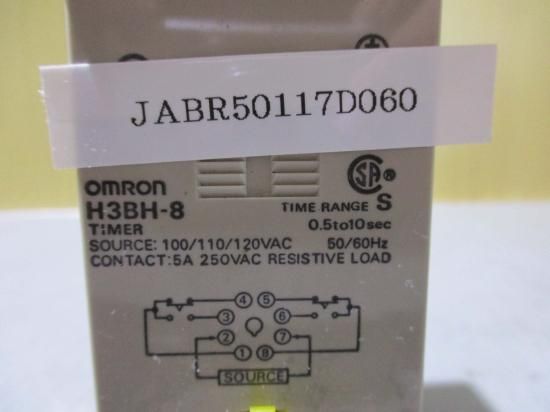 JABR50117D060
OMRON
H3BH-8 TIME RANGE S
TIMER 0.5to10sec
SOURCE: 100/110/120VAC 50/60Hz
CONTACT: 5A 250VAC RESISTIVE LOAD
SA ®
4 5
3 6
2 7
1 8
SOURCE